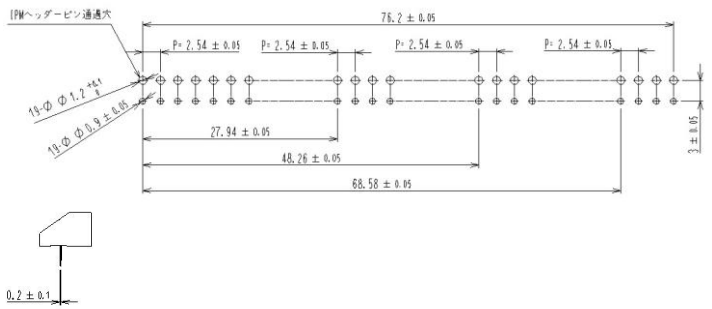 IPMヘッダーピン通過穴
76.2 ± 0.05
P= 2.54 ± 0.05
P= 2.54 ± 0.05
P= 2.54 ± 0.05
P= 2.54 ± 0.05
19-Φ Φ1.2 +0.1 0
19-Φ Φ0.9 ± 0.05
27.94 ± 0.05
48.26 ± 0.05
68.58 ± 0.05
3 ± 0.05
0.2 ± 0.1